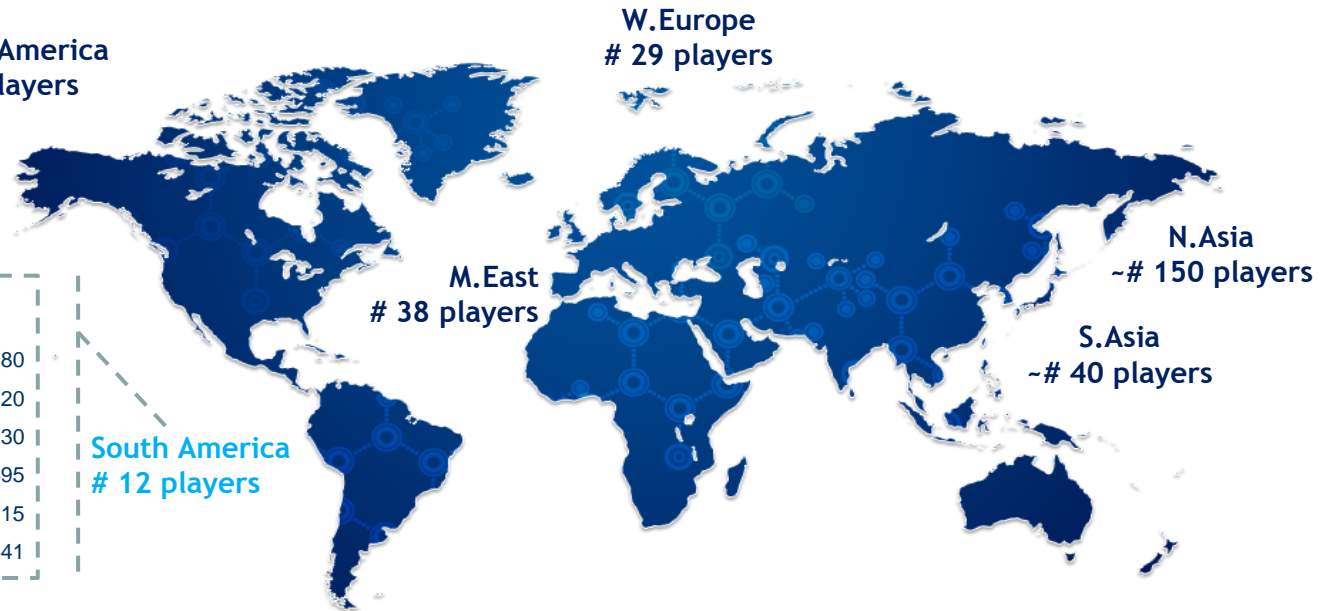 W.Europe
# 29 players
America
layers
N.Asia
~# 150 players
M.East
# 38 players
S.Asia
~# 40 players
80
20
30
95
15
41
South America
# 12 players